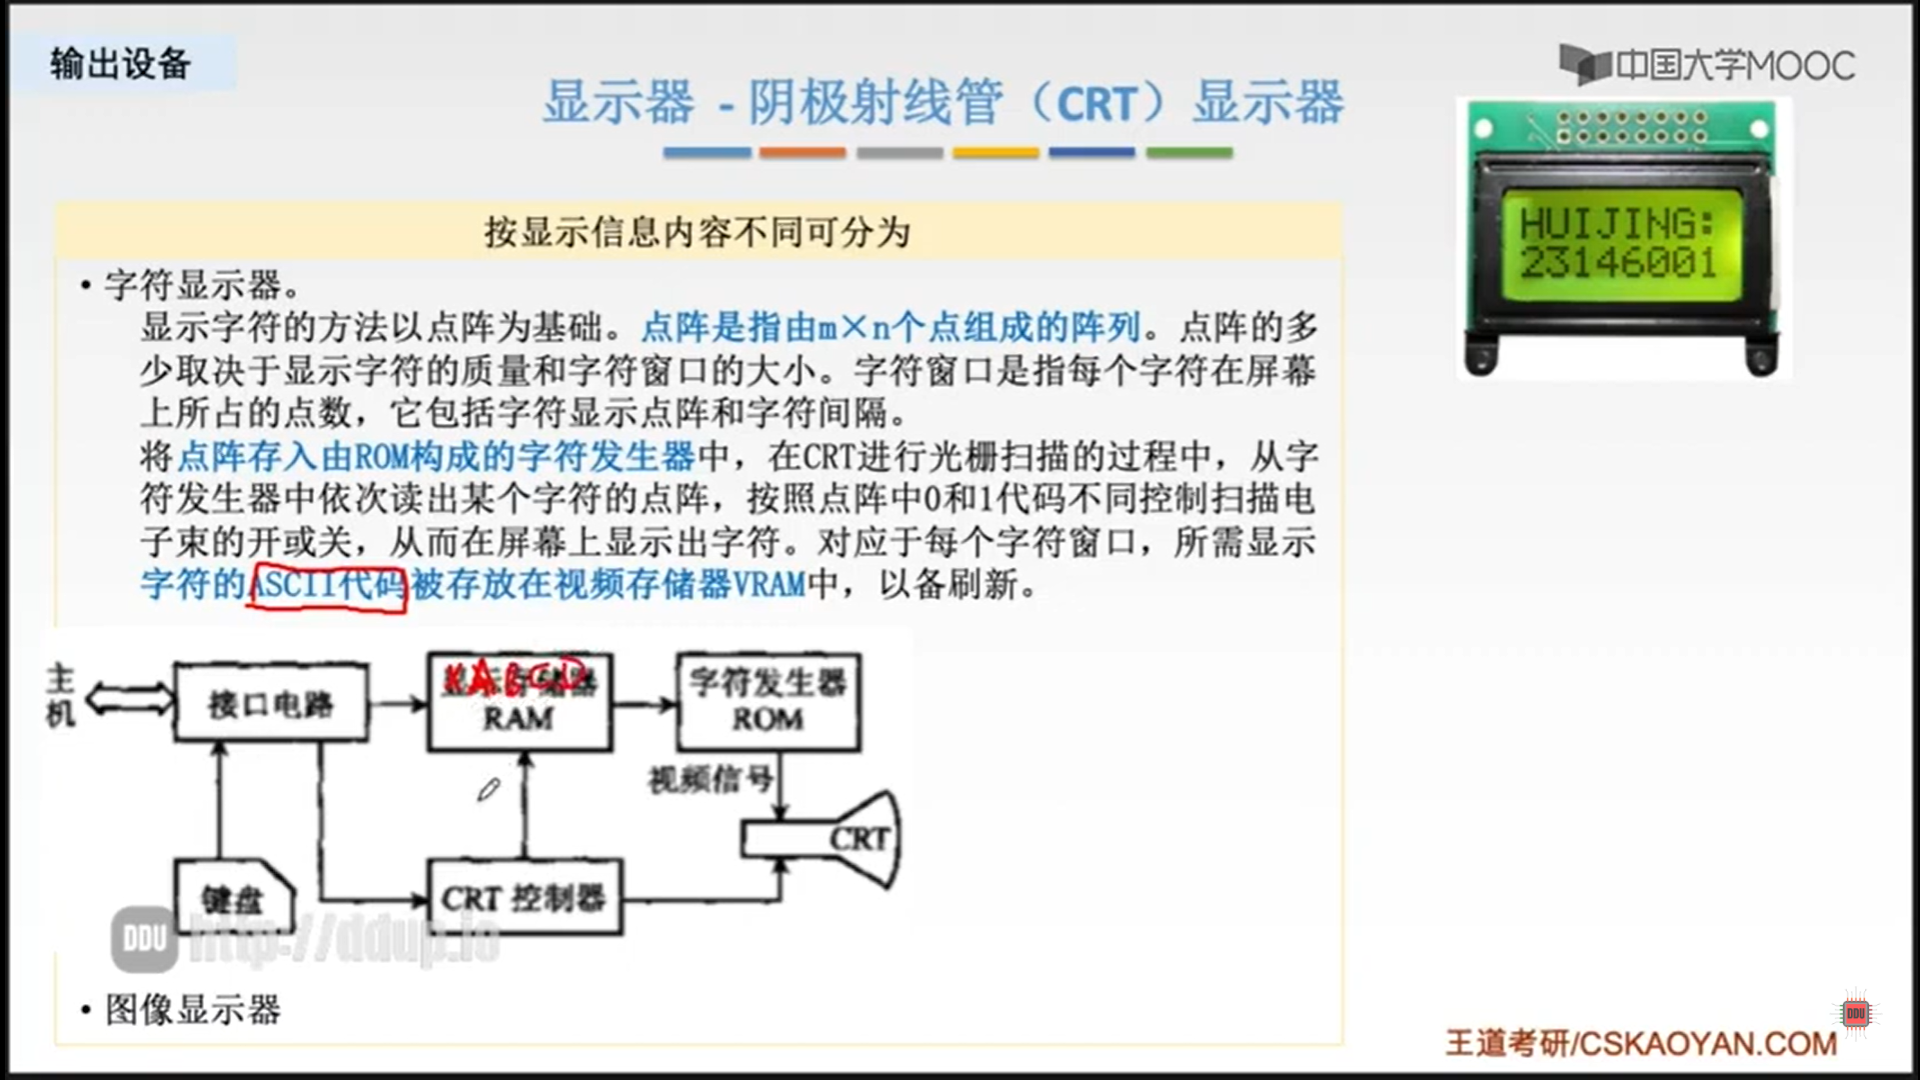 输出设备
中国大学MOOC
显示器 - 阴极射线管（CRT）显示器
HUIJING:
23146001
按显示信息内容不同可分为
• 字符显示器。
显示字符的方法以点阵为基础。点阵是指由m×n个点组成的阵列。点阵的多
少取决于显示字符的质量和字符窗口的大小。字符窗口是指每个字符在屏幕
上所占的点数，它包括字符显示点阵和字符间隔。
将点阵存入由ROM构成的字符发生器中，在CRT进行光栅扫描的过程中，从字
符发生器中依次读出某个字符的点阵，按照点阵中0和1代码不同控制扫描电
子束的开或关，从而在屏幕上显示出字符。对应于每个字符窗口，所需显示
字符的ASCII代码被存放在视频存储器VRAM中，以备刷新。
主机
接口电路
显示存储器
ABCD
RAM
字符发生器
ROM
视频信号
CRT
键盘
CRT 控制器
DDU http://ddup.io
• 图像显示器
DDU
王道考研/CSKAOYAN.COM